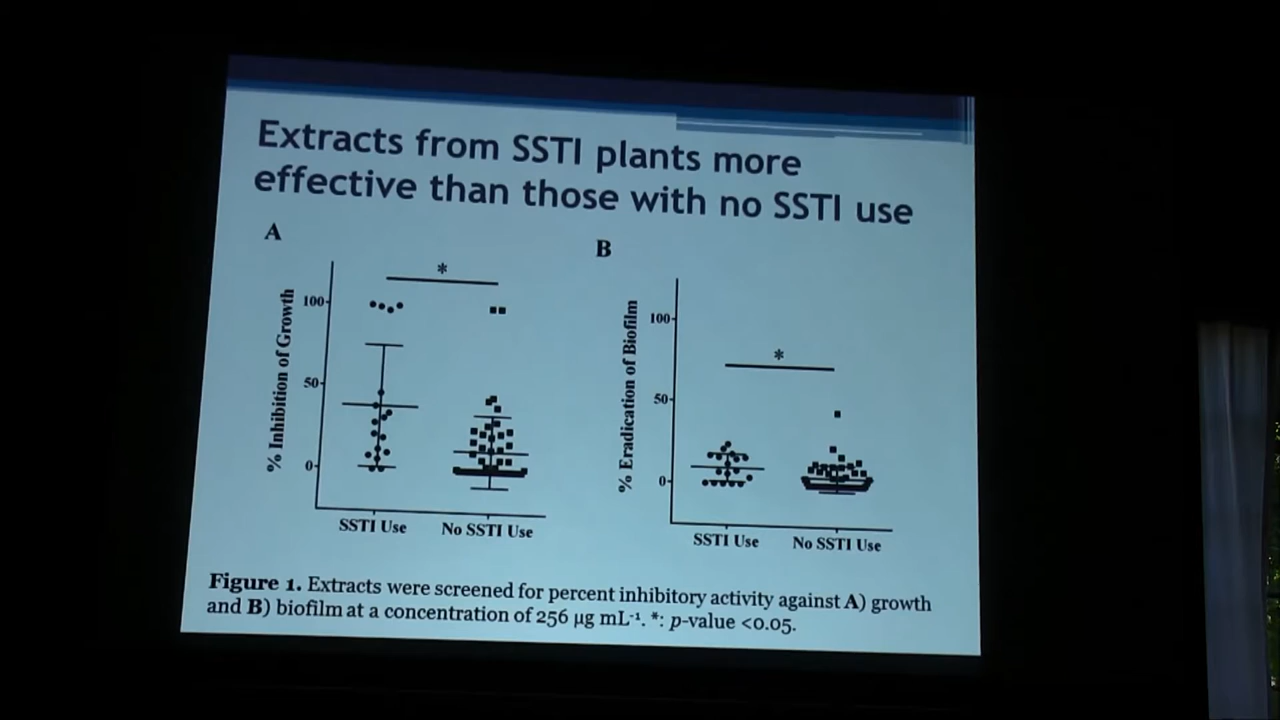 Extracts from SSTI plants more
effective than those with no SSTI use
A
*
% Inhibition of Growth
100
50
0
SSTI Use
No SSTI Use
B
*
% Eradication of Biofilm
100
50
0
SSTI Use
No SSTI Use
Figure 1. Extracts were screened for percent inhibitory activity against A) growth
and B) biofilm at a concentration of 256 µg mL⁻¹. *: p-value <0.05.